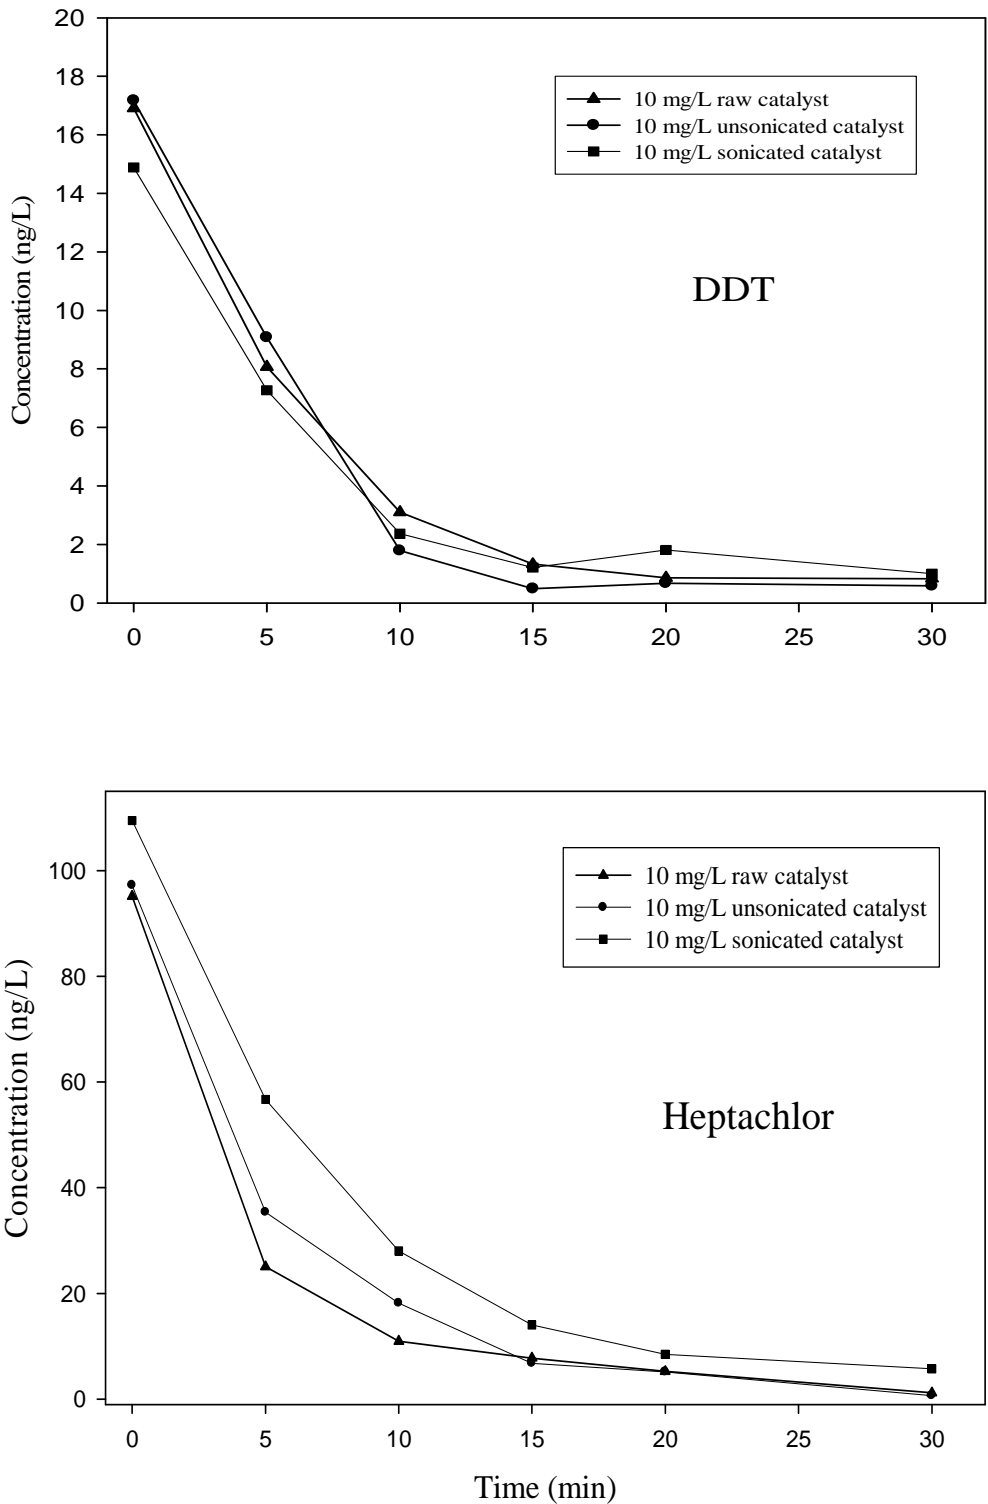 20
18
16
14
12
10
8
6
4
2
0
Concentration (ng/L)
10 mg/L raw catalyst
10 mg/L unsonicated catalyst
10 mg/L sonicated catalyst
DDT
0 5 10 15 20 25 30
100
80
60
40
20
0
Concentration (ng/L)
10 mg/L raw catalyst
10 mg/L unsonicated catalyst
10 mg/L sonicated catalyst
Heptachlor
0 5 10 15 20 25 30
Time (min)